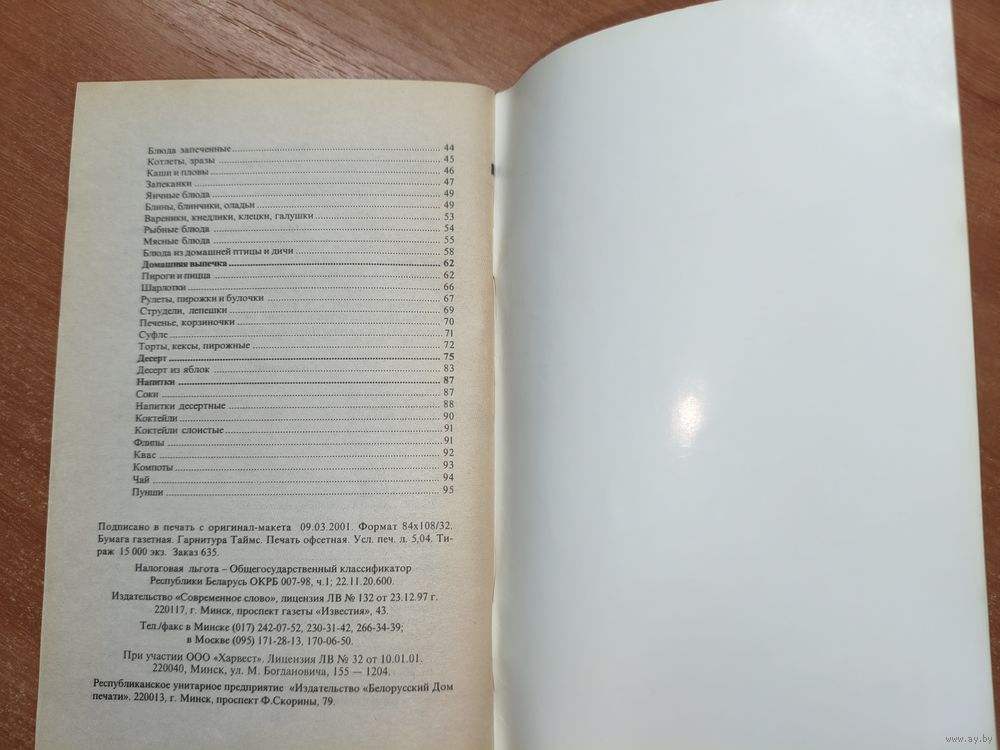 Блюда запеченные 44
Котлеты, зразы 45
Каши и пловы 46
Запеканки 47
Яичные блюда 49
Блины, блинчики, оладьи 49
Вареники, кнедлики, клецки, галушки 53
Рыбные блюда 54
Мясные блюда 55
Блюда из домашней птицы и дичи 58
Домашняя выпечка 62
Пироги и пицца 62
Шарлотки 66
Рулеты, пирожки и булочки 67
Струдели, лепешки 69
Печенье, корзиночки 70
Суфле 71
Торты, кексы, пирожные 72
Десерт 75
Десерт из яблок 83
Напитки 87
Соки 87
Напитки десертные 88
Коктейли 90
Коктейли слоистые 91
Флипы 91
Квас 92
Компоты 93
Чай 94
Пунши 95
Подписано в печать с оригинал-макета 09.03.2001. Формат 84х108/32.
Бумага газетная. Гарнитура Таймс. Печать офсетная. Усл. печ. л. 5,04. Ти-
раж 15 000 экз. Заказ 635.
Налоговая льгота – Общегосударственный классификатор
Республики Беларусь ОКРБ 007-98, ч.1; 22.11.20.600.
Издательство «Современное слово», лицензия ЛВ № 132 от 23.12.97 г.
220117, г. Минск, проспект газеты «Известия», 43.
Тел./факс в Минске (017) 242-07-52, 230-31-42, 266-34-39;
в Москве (095) 171-28-13, 170-06-50.
При участии ООО «Харвест». Лицензия ЛВ № 32 от 10.01.01.
220040, Минск, ул. М. Богдановича, 155 — 1204.
Республиканское унитарное предприятие «Издательство «Белорусский Дом
печати». 220013, г. Минск, проспект Ф.Скорины, 79.
www.ay.by